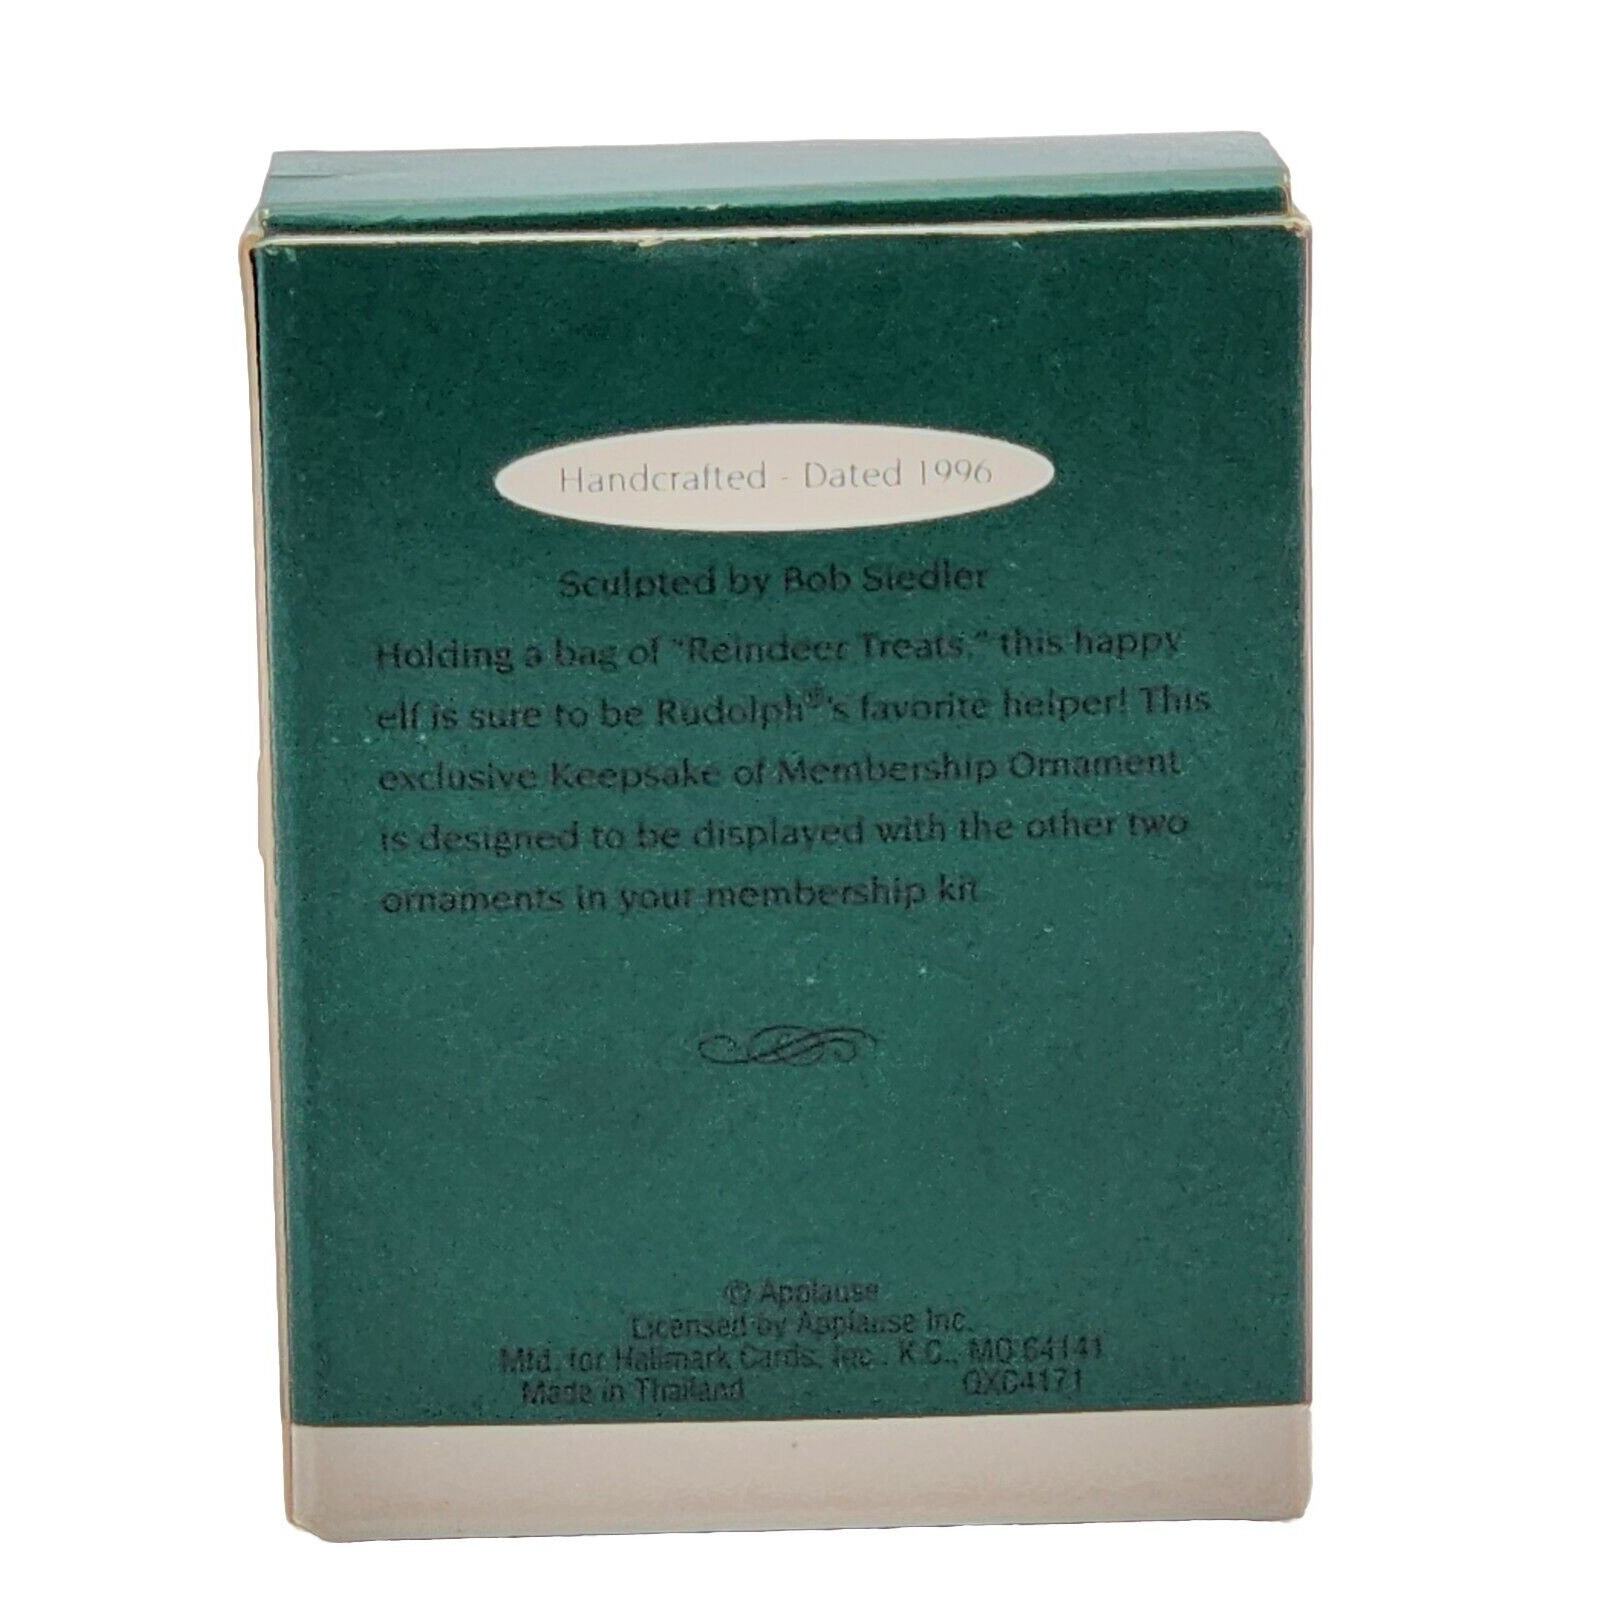 Handcrafted - Dated 1996
Sculpted by Bob Siedler
Holding a bag of "Reindeer Treats," this happy
elf is sure to be Rudolph®'s favorite helper! This
exclusive Keepsake of Membership Ornament
is designed to be displayed with the other two
ornaments in your membership kit.
© Applause
Licensed by Applause Inc.
Mfd. for Hallmark Cards, Inc., K.C., MO 64141
Made in Thailand QXC4171